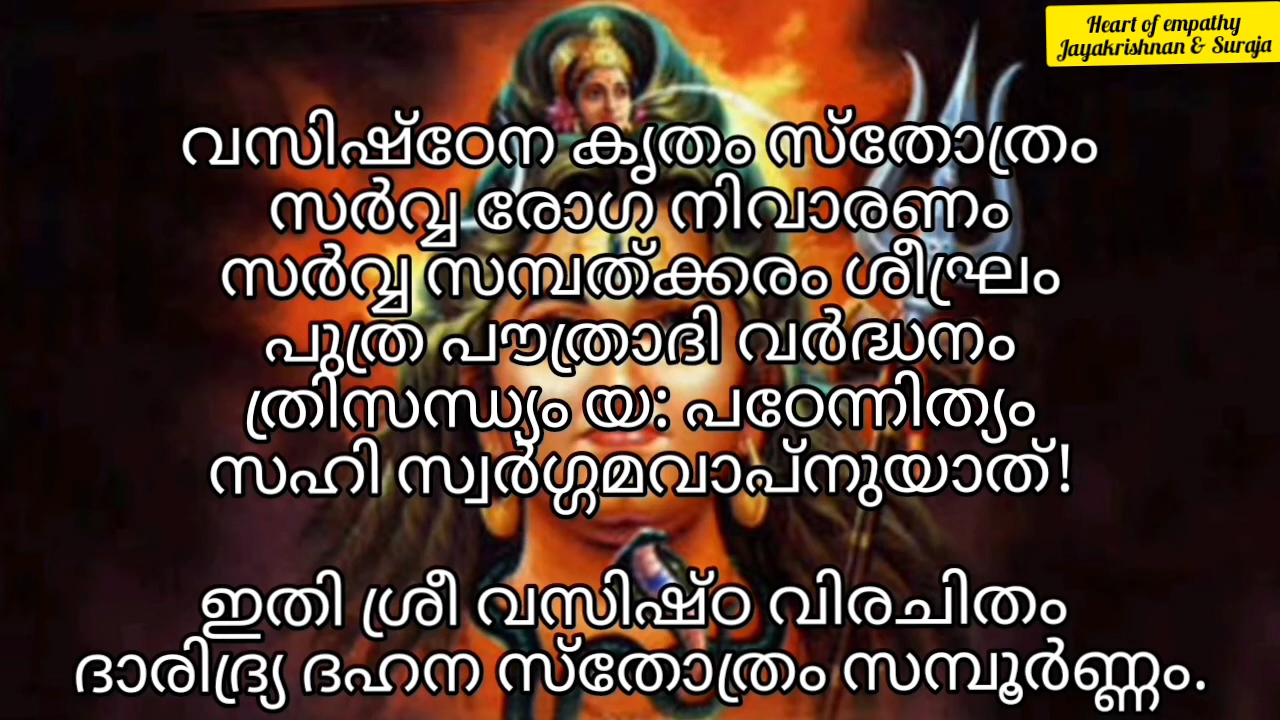 Heart of empathy
Jayakrishnan & Suraja
വസിഷ്ഠേന കൃതം സ്തോത്രം
സർവ്വ രോഗ നിവാരണം
സർവ്വ സമ്പത്ക്കരം ശീഘ്രം
പുത്ര പൗത്രാദി വർദ്ധനം
ത്രിസന്ധ്യം യ: പഠേന്നിത്യം
സഹി സ്വർഗ്ഗമവാപ്നുയാത്!
ഇതി ശ്രീ വസിഷ്ഠ വിരചിതം
ദാരിദ്ര്യ ദഹന സ്തോത്രം സമ്പൂർണ്ണം.